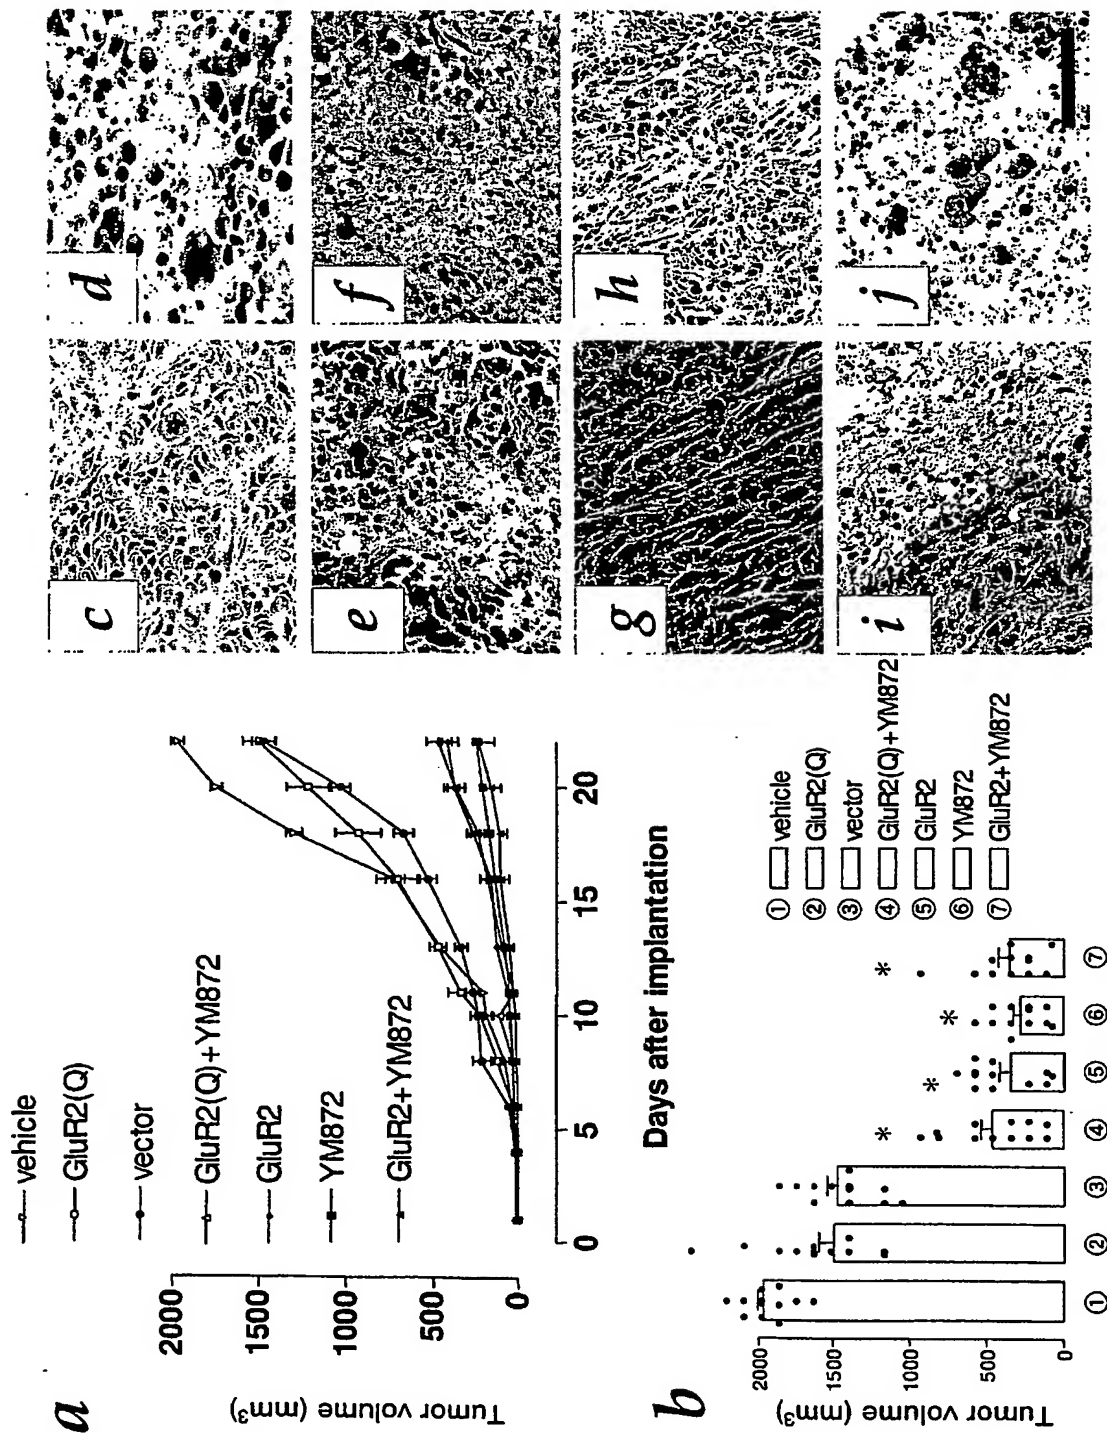 a
vehicle
GluR2(Q)
vector
GluR2(Q)+YM872
GluR2
YM872
GluR2+YM872
Tumor volume (mm³)
2000
1500
1000
500
0
0
5
10
15
20
Days after implantation
b
Tumor volume (mm³)
2000
1500
1000
500
0
*
*
*
*
① ② ③ ④ ⑤ ⑥ ⑦
① vehicle
② GluR2(Q)
③ vector
④ GluR2(Q)+YM872
⑤ GluR2
⑥ YM872
⑦ GluR2+YM872
c
d
e
f
g
h
i
j